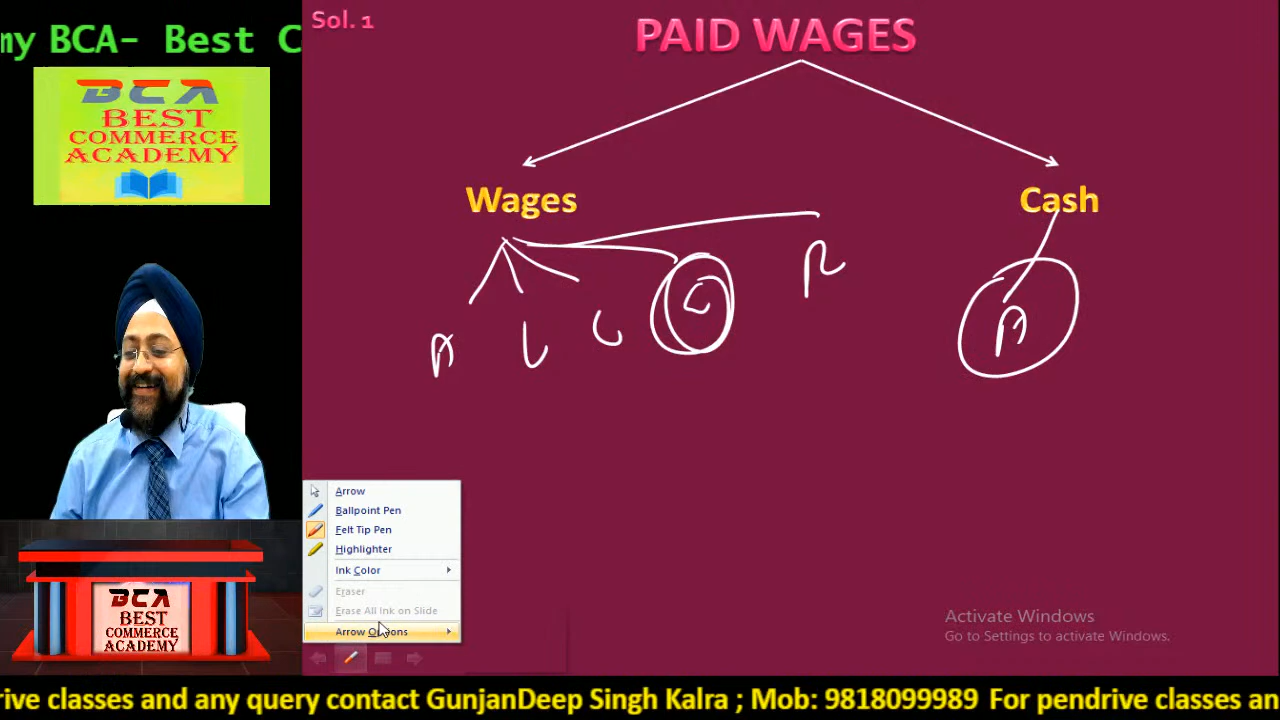 my BCA- Best C
BCA
BEST
COMMERCE
ACADEMY
BCA
BEST
COMMERCE
ACADEMY
Sol. 1
PAID WAGES
Wages
Cash
A
L
C
G
R
A
Arrow
Ballpoint Pen
Felt Tip Pen
Highlighter
Ink Color
Eraser
Erase All Ink on Slide
Arrow Options
Activate Windows
Go to Settings to activate Windows.
rive classes and any query contact GunjanDeep Singh Kalra ; Mob: 9818099989 For pendrive classes an